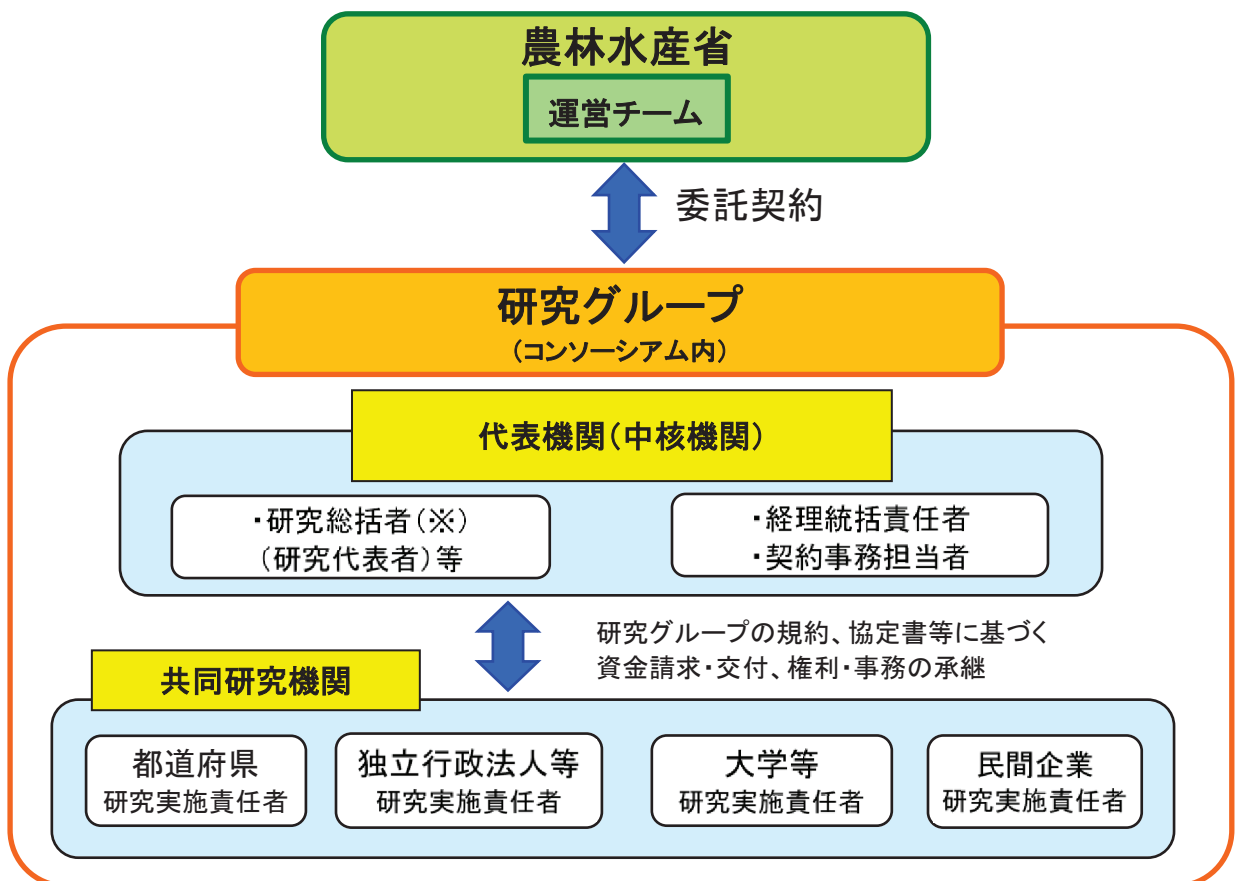 農林水産省
運営チーム
委託契約
研究グループ
(コンソーシアム内)
代表機関(中核機関)
・研究総括者(※)
(研究代表者)等
・経理統括責任者
・契約事務担当者
研究グループの規約、協定書等に基づく
資金請求・交付、権利・事務の承継
共同研究機関
都道府県
研究実施責任者
独立行政法人等
研究実施責任者
大学等
研究実施責任者
民間企業
研究実施責任者